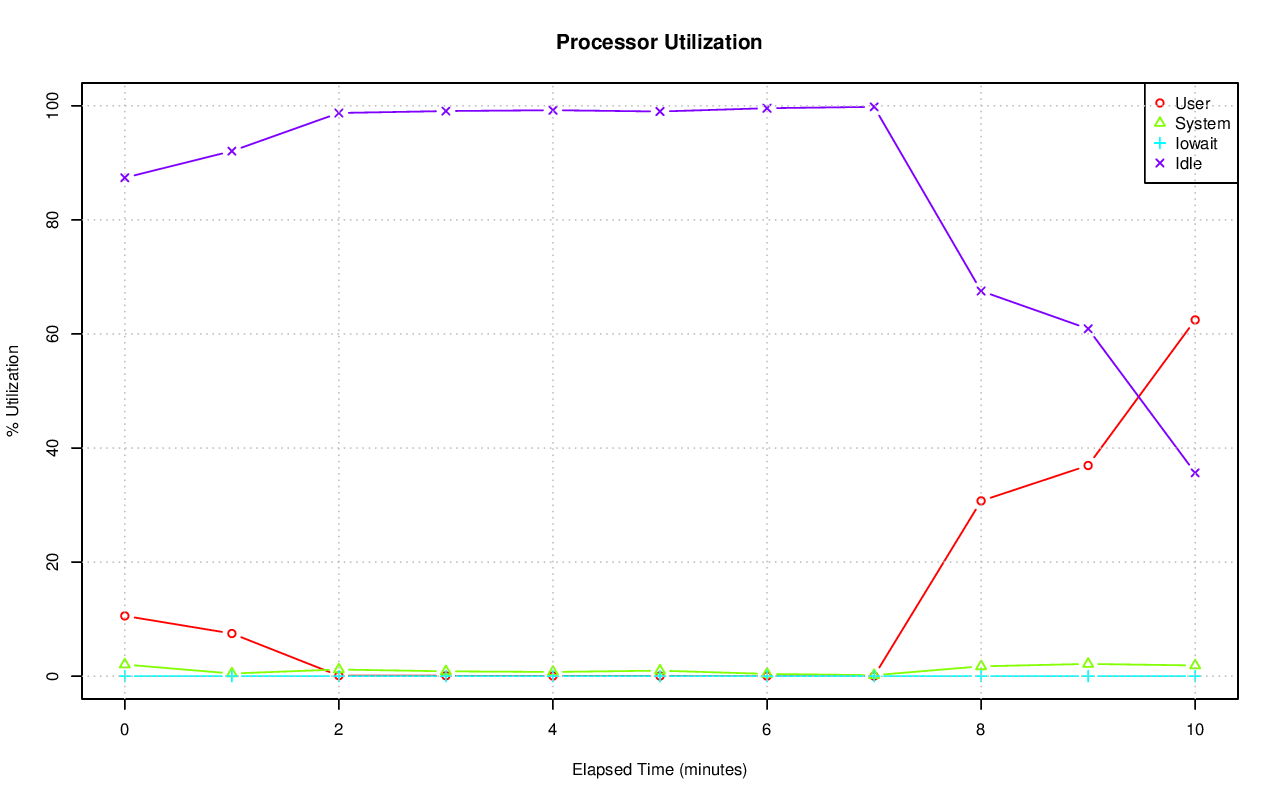 Processor Utilization
User
System
Iowait
Idle
100
80
60
40
20
0
% Utilization
0 2 4 6 8 10
Elapsed Time (minutes)